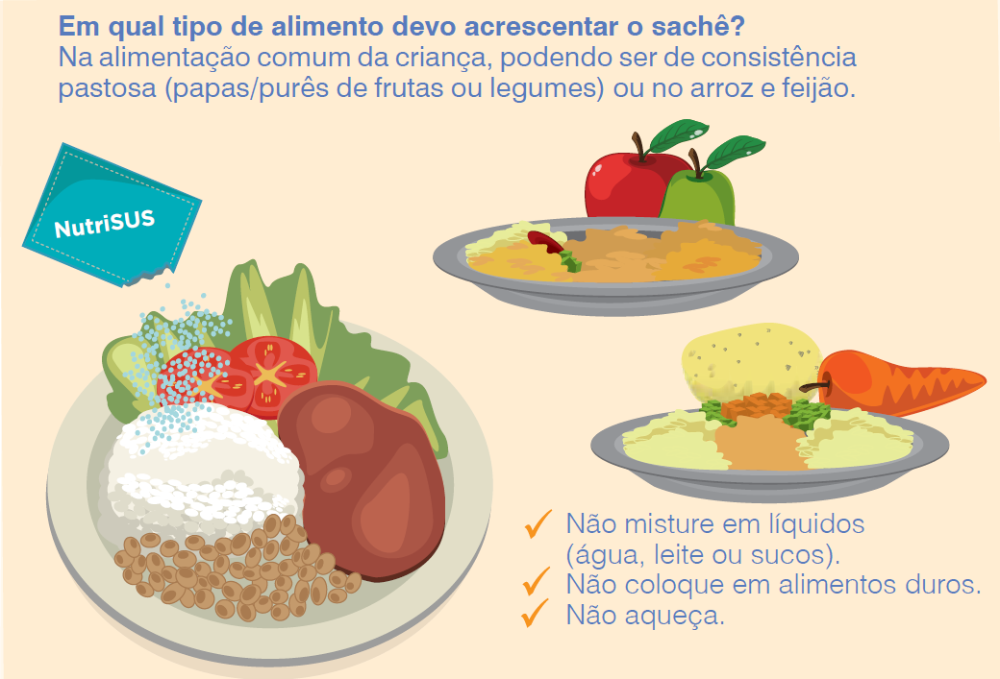 Em qual tipo de alimento devo acrescentar o sachê?
Na alimentação comum da criança, podendo ser de consistência
pastosa (papas/purês de frutas ou legumes) ou no arroz e feijão.
NutriSUS
Não misture em líquidos
(água, leite ou sucos).
Não coloque em alimentos duros.
Não aqueça.